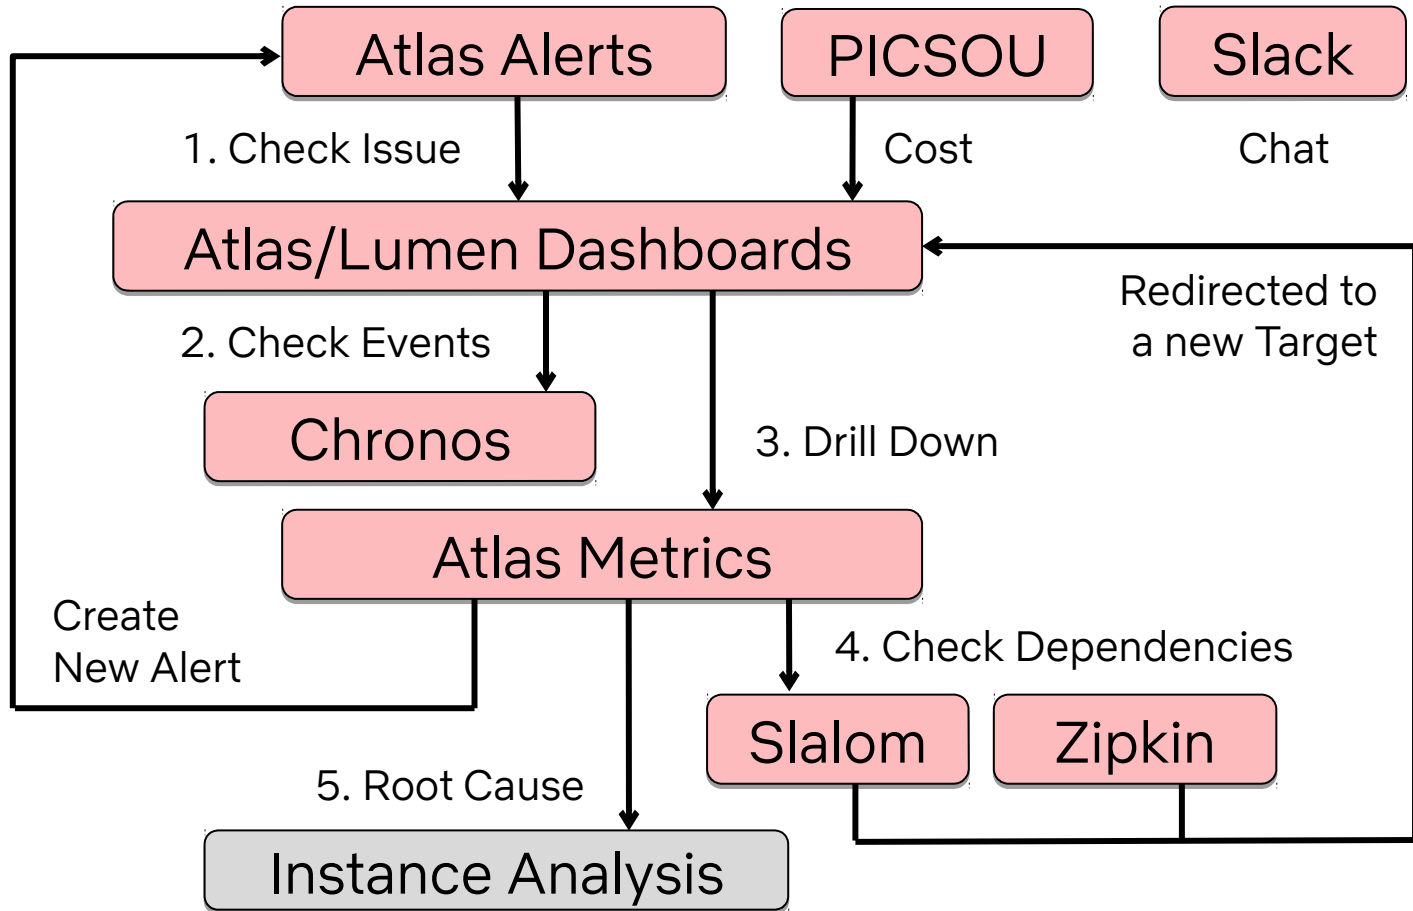 Atlas Alerts
PICSOU
Slack
1. Check Issue
Cost
Chat
Atlas/Lumen Dashboards
Redirected to
a new Target
2. Check Events
Chronos
3. Drill Down
Atlas Metrics
Create
New Alert
4. Check Dependencies
Slalom
Zipkin
5. Root Cause
Instance Analysis